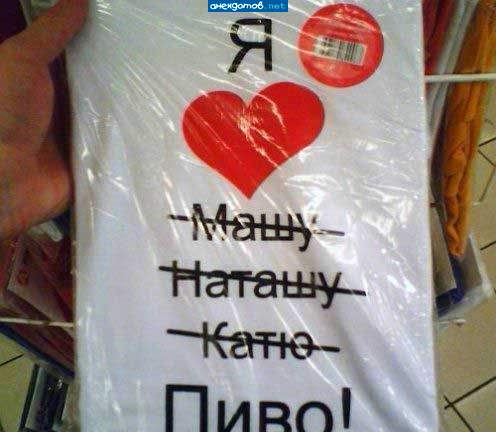 анекдотов.net
Я
Машу
Наташу
Катю
Пиво!